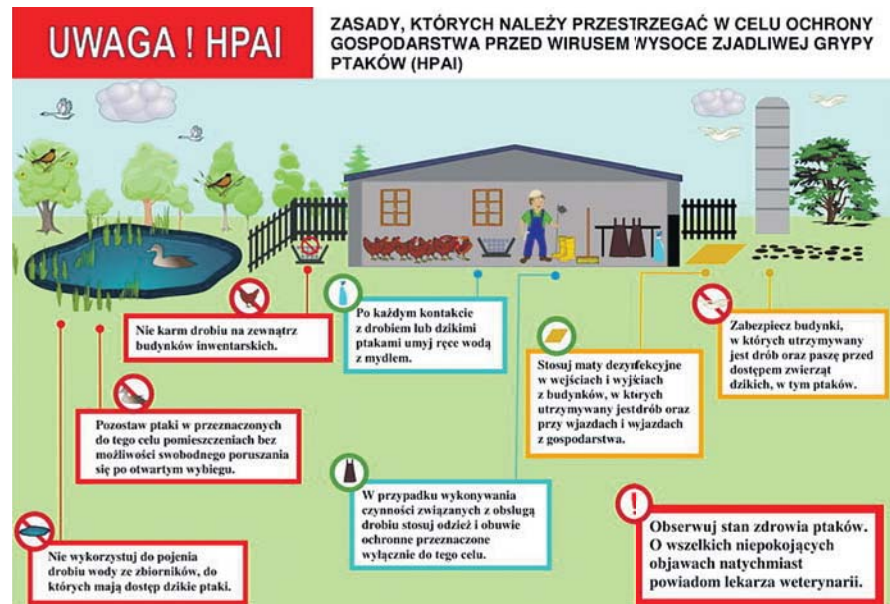 UWAGA ! HPAI
ZASADY, KTÓRYCH NALEŻY PRZESTRZEGAĆ W CELU OCHRONY
GOSPODARSTWA PRZED WIRUSEM WYSOCE ZJADLIWEJ GRYPY
PTAKÓW (HPAI)
Nie karm drobiu na zewnątrz
budynków inwentarskich.
Po każdym kontakcie
z drobiem lub dzikimi
ptakami umyj ręce wodą
z mydłem.
Stosuj maty dezynfekcyjne
w wejściach i wyjściach
z budynków, w których
utrzymywany jestdrób oraz
przy wjazdach i wyjazdach
z gospodarstwa.
Zabezpiecz budynki,
w których utrzymywany
jest drób oraz paszę przed
dostępem zwierząt
dzikich, w tym ptaków.
Pozostaw ptaki w przeznaczonych
do tego celu pomieszczeniach bez
możliwości swobodnego poruszania
się po otwartym wybiegu.
W przypadku wykonywania
czynności związanych z obsługą
drobiu stosuj odzież i obuwie
ochronne przeznaczone
wyłącznie do tego celu.
Nie wykorzystuj do pojenia
drobiu wody ze zbiorników, do
których mają dostęp dzikie ptaki.
Obserwuj stan zdrowia ptaków.
O wszelkich niepokojących
objawach natychmiast
powiadom lekarza weterynarii.